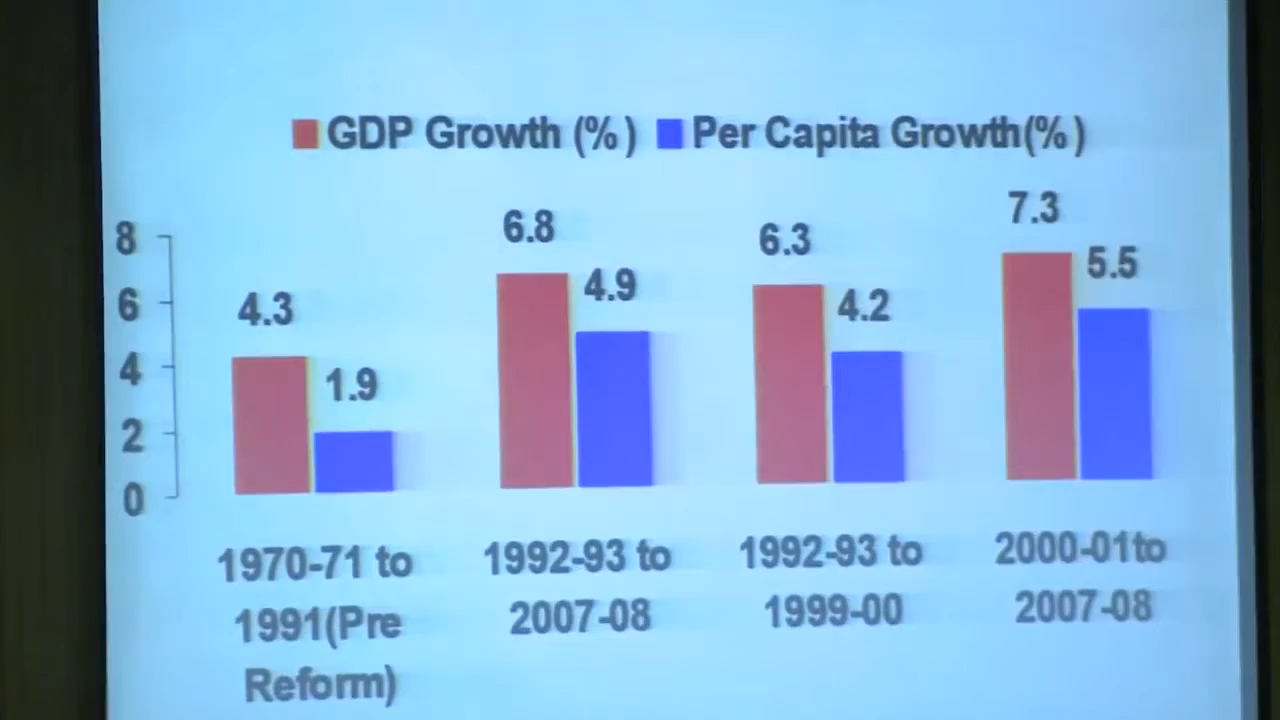 GDP Growth (%) Per Capita Growth(%)
8
6
4
2
0
4.3
1.9
6.8
4.9
6.3
4.2
7.3
5.5
1970-71 to
1991(Pre
Reform)
1992-93 to
2007-08
1992-93 to
1999-00
2000-01to
2007-08